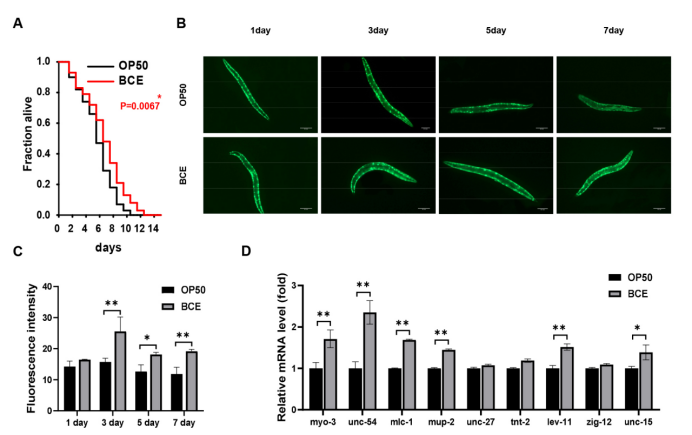 A
OP50
BCE
*
P=0.0067
Fraction alive
1.0
0.8
0.6
0.4
0.2
0.0
0 2 4 6 8 10 12 14
days
B
1day 3day 5day 7day
OP50
BCE
C
OP50
BCE
Fluorescence intensity
40
30
20
10
0
** * **
1 day 3 day 5 day 7 day
D
OP50
BCE
Relative mRNA level (fold)
3
2
1
0
** ** ** ** ** *
myo-3 unc-54 mlc-1 mup-2 unc-27 tnt-2 lev-11 zig-12 unc-15